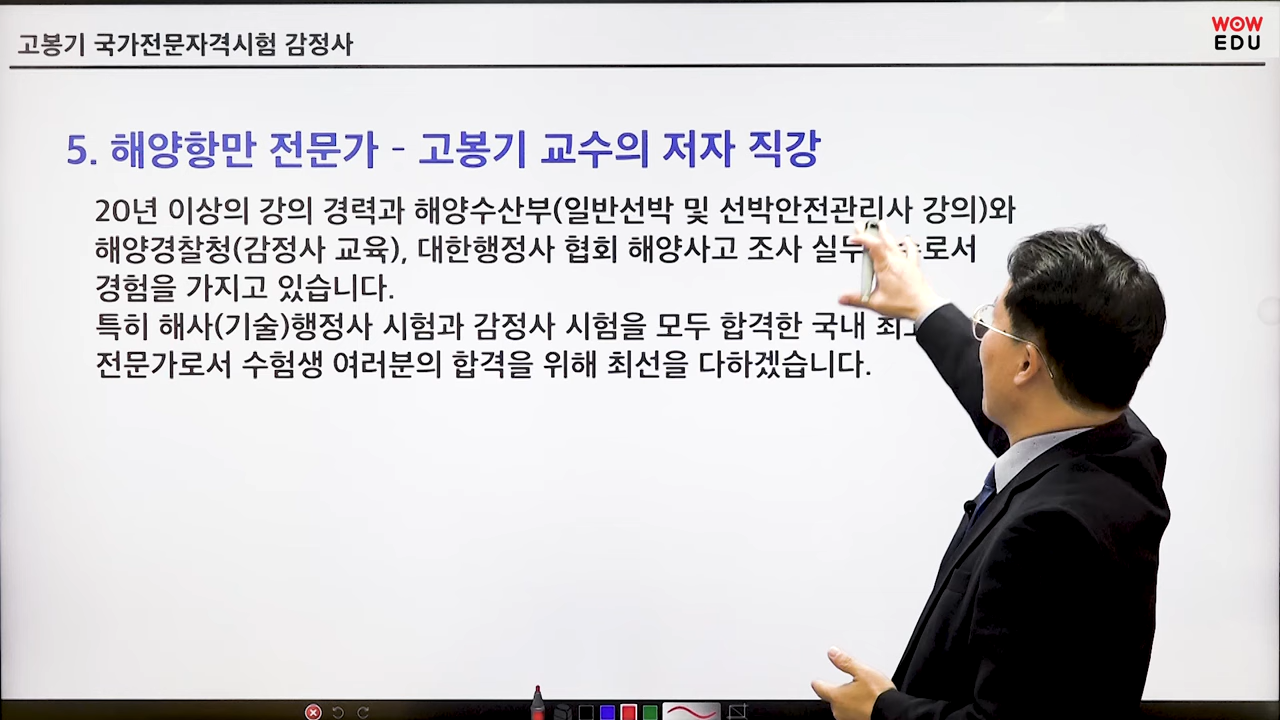 고봉기 국가전문자격시험 감정사
WOW
EDU
5. 해양항만 전문가 - 고봉기 교수의 저자 직강
20년 이상의 강의 경력과 해양수산부(일반선박 및 선박안전관리사 강의)와
해양경찰청(감정사 교육), 대한행정사 협회 해양사고 조사 로서
경험을 가지고 있습니다.
특히 해사(기술)행정사 시험과 감정사 시험을 모두 합격한 국내
전문가로서 수험생 여러분의 합격을 위해 최선을 다하겠습니다.